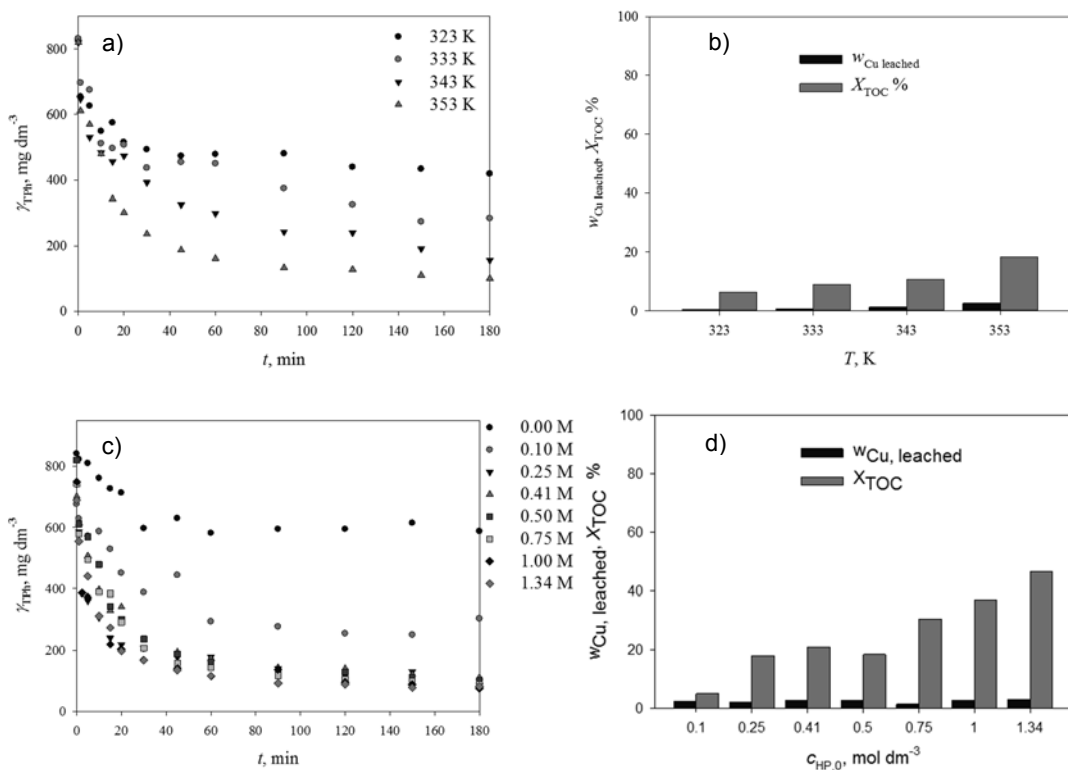 a)
323 K
333 K
343 K
353 K
800
600
400
200
0
γTPh, mg dm-3
0 20 40 60 80 100 120 140 160 180
t, min
b)
wCu leached
XTOC %
100
80
60
40
20
0
wCu leached, XTOC %
323 333 343 353
T, K
c)
0.00 M
0.10 M
0.25 M
0.41 M
0.50 M
0.75 M
1.00 M
1.34 M
800
600
400
200
0
γTPh, mg dm-3
0 20 40 60 80 100 120 140 160 180
t, min
d)
wCu, leached
XTOC
100
80
60
40
20
0
wCu, leached, XTOC %
0.1 0.25 0.41 0.5 0.75 1 1.34
cHP,0, mol dm-3